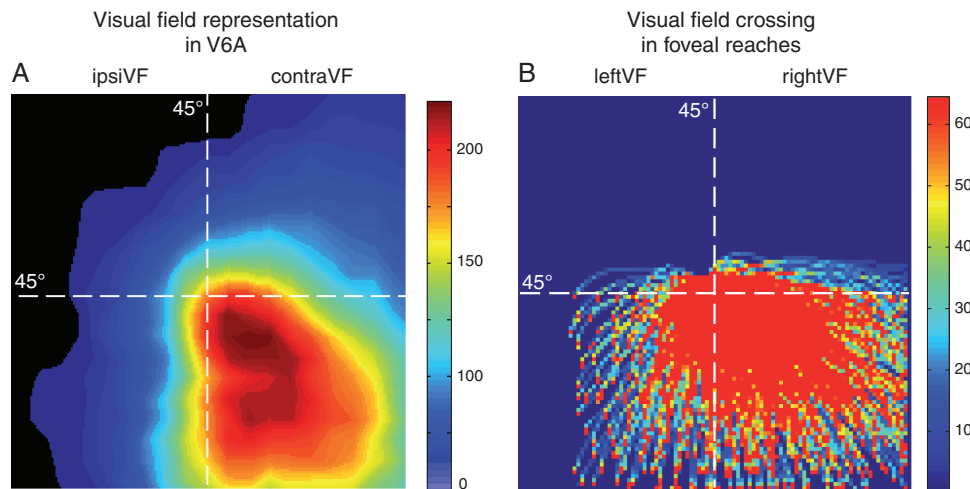 Visual field representation
in V6A
A
ipsiVF
contraVF
45°
45°
200
100
0
Visual field crossing
in foveal reaches
B
leftVF
rightVF
45°
45°
60
50
40
30
20
10